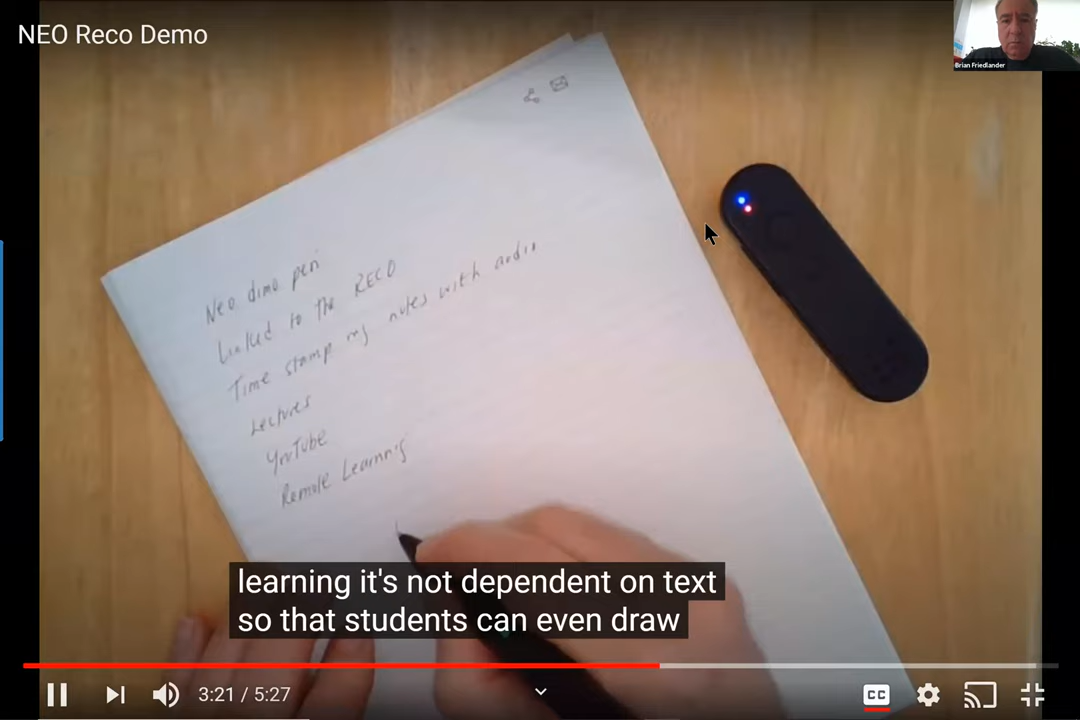 NEO Reco Demo
Brian Friedlander
Neo dimo pen
Linked to the RECO
Time stamp my notes with audio
Lectures
YouTube
Remote Learning
learning it's not dependent on text
so that students can even draw
3:21 / 5:27
CC